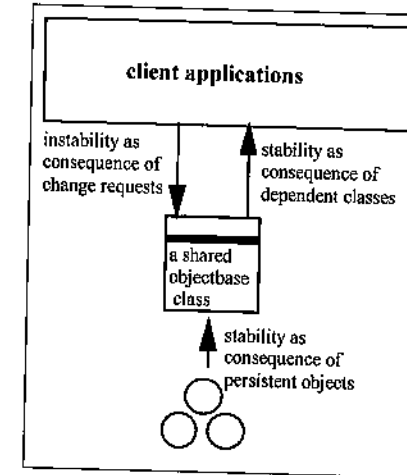 client applications
instability as
consequence of
change requests
stability as
consequence of
dependent classes
a shared
objectbase
class
stability as
consequence of
persistent objects